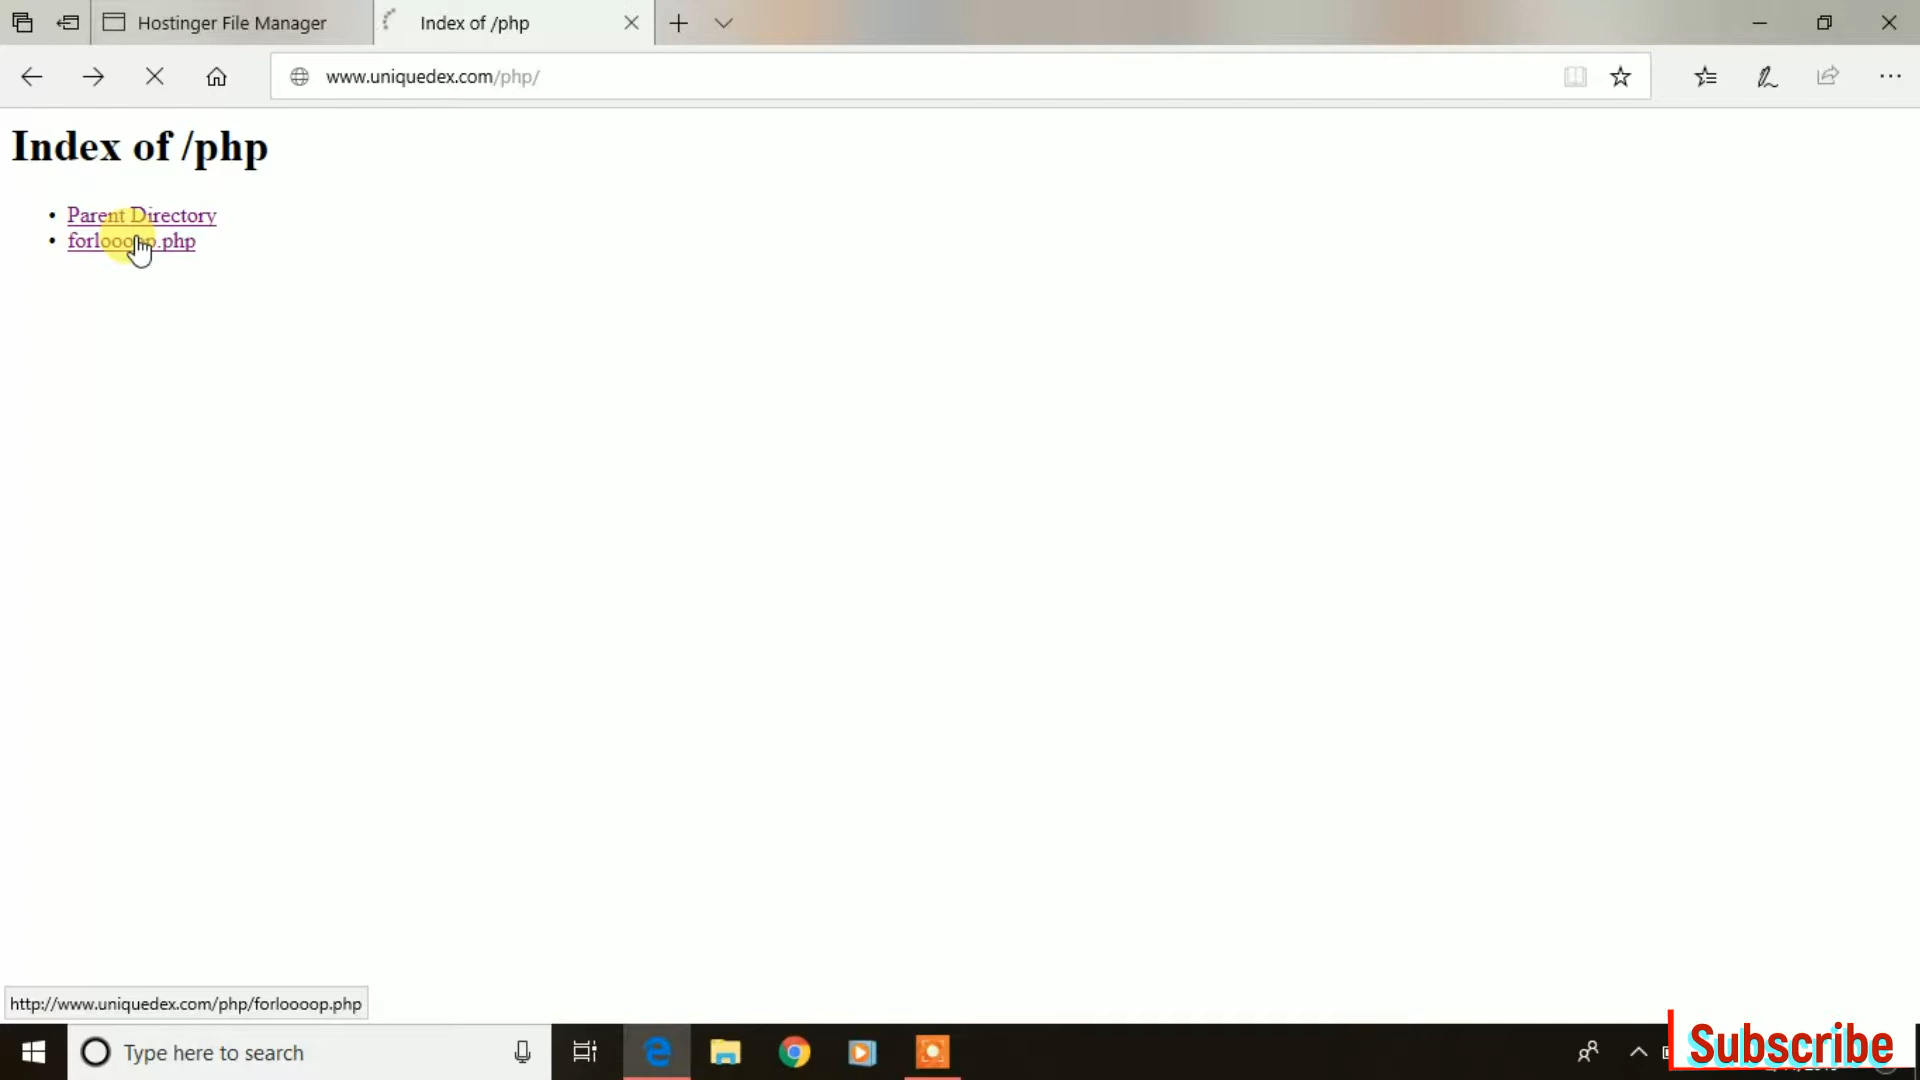 Hostinger File Manager
Index of /php
www.uniquedex.com/php/
Index of /php
• Parent Directory
• forloooop.php
http://www.uniquedex.com/php/forloooop.php
Type here to search
Subscribe